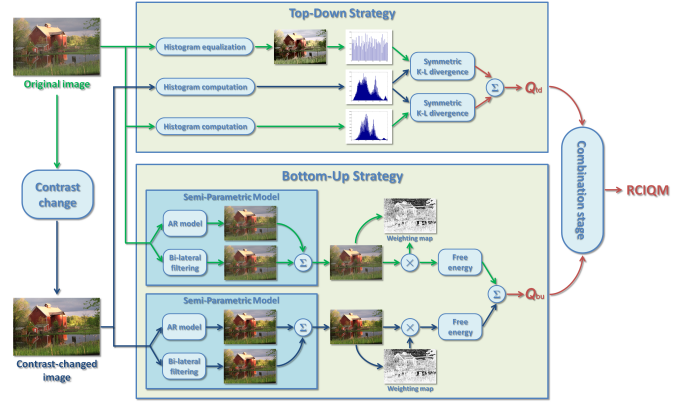 Top-Down Strategy
Original image
Histogram equalization
Histogram computation
Histogram computation
Symmetric
K-L divergence
Symmetric
K-L divergence
Σ
Qtd
Contrast
change
Combination stage
RCIQM
Bottom-Up Strategy
Semi-Parametric Model
AR model
Bi-lateral
filtering
Σ
Weighting map
×
Free
energy
Σ
Qbu
Semi-Parametric Model
AR model
Bi-lateral
filtering
Σ
×
Free
energy
Weighting map
Contrast-changed
image